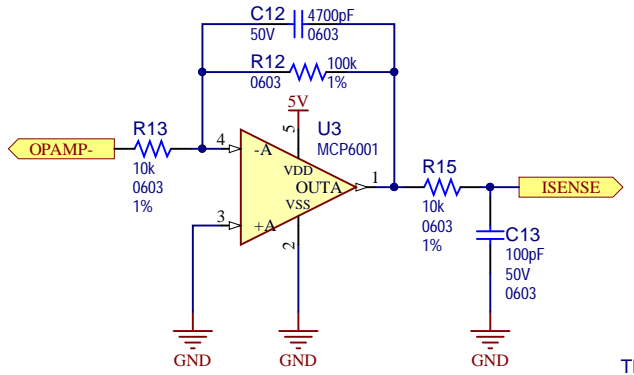 C12 4700pF
50V 0603
R12 100k
0603 1%
5V
R13
OPAMP-
10k
0603
1%
4
-A
5
U3
MCP6001
VDD
OUTA
1
VSS
3
+A
2
R15
10k
0603
1%
ISENSE
C13
100pF
50V
0603
GND
GND
GND